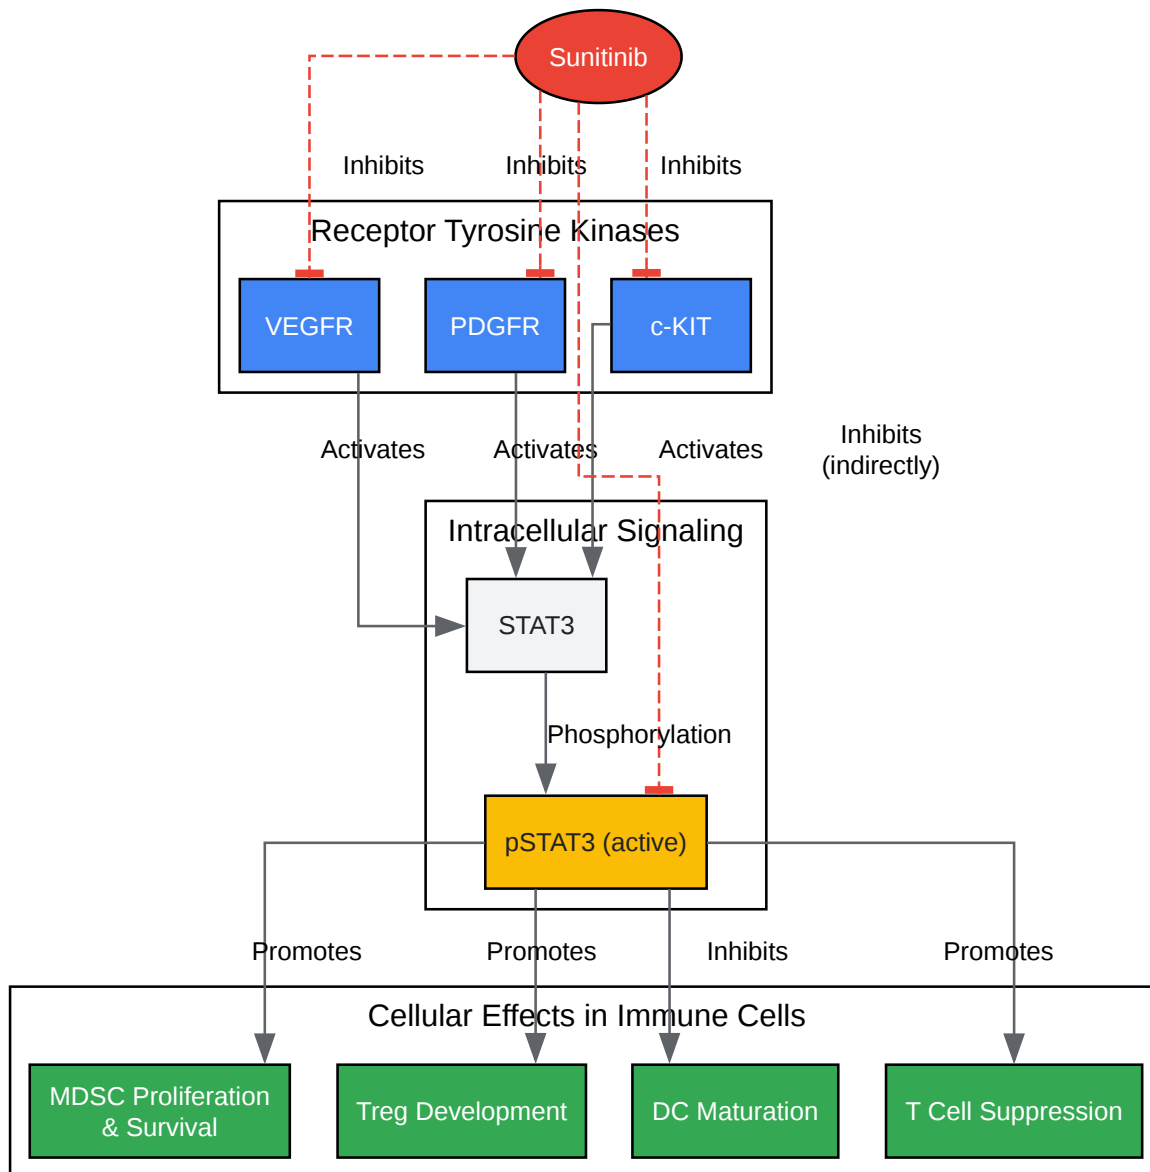 Sunitinib
Inhibits
Inhibits
Inhibits
Receptor Tyrosine Kinases
VEGFR
PDGFR
c-KIT
Activates
Activates
Activates
Inhibits
(indirectly)
Intracellular Signaling
STAT3
Phosphorylation
pSTAT3 (active)
Promotes
Promotes
Inhibits
Promotes
Cellular Effects in Immune Cells
MDSC Proliferation
& Survival
Treg Development
DC Maturation
T Cell Suppression